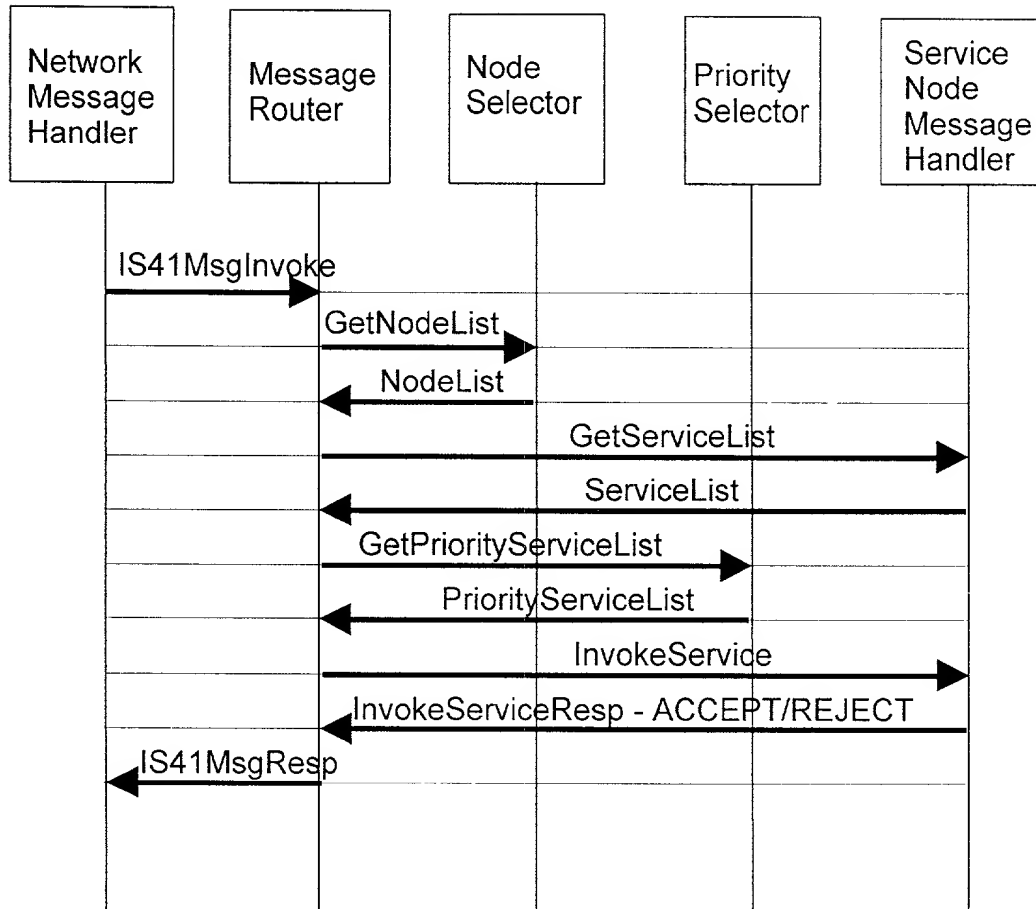 Network
Message
Handler
Message
Router
Node
Selector
Priority
Selector
Service
Node
Message
Handler
IS41MsgInvoke
GetNodeList
NodeList
GetServiceList
ServiceList
GetPriorityServiceList
PriorityServiceList
InvokeService
InvokeServiceResp - ACCEPT/REJECT
IS41MsgResp